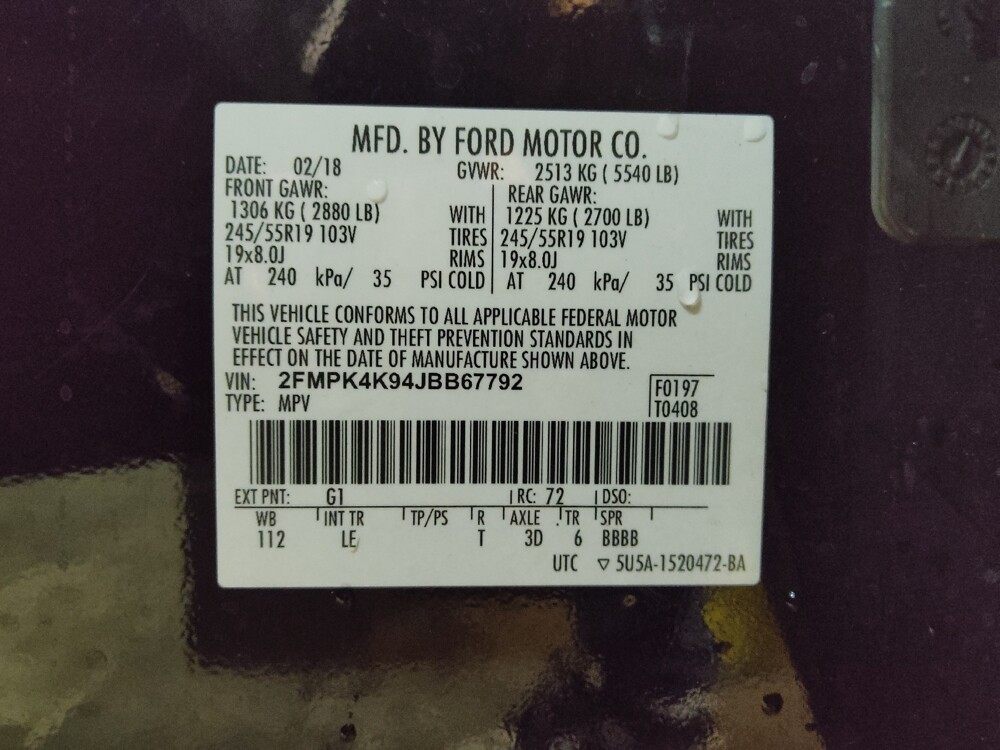 MFD. BY FORD MOTOR CO.
DATE: 02/18 GVWR: 2513 KG ( 5540 LB)
FRONT GAWR: REAR GAWR:
1306 KG ( 2880 LB) WITH 1225 KG ( 2700 LB) WITH
245/55R19 103V TIRES 245/55R19 103V TIRES
19x8.0J RIMS 19x8.0J RIMS
AT 240 kPa/ 35 PSI COLD AT 240 kPa/ 35 PSI COLD
THIS VEHICLE CONFORMS TO ALL APPLICABLE FEDERAL MOTOR
VEHICLE SAFETY AND THEFT PREVENTION STANDARDS IN
EFFECT ON THE DATE OF MANUFACTURE SHOWN ABOVE.
VIN: 2FMPK4K94JBB67792 F0197
TYPE: MPV T0408
EXT PNT: G1 RC: 72 DSO:
WB INT TR TP/PS R AXLE TR SPR
112 LE T 3D 6 BBBB
UTC ▽ 5U5A-1520472-BA